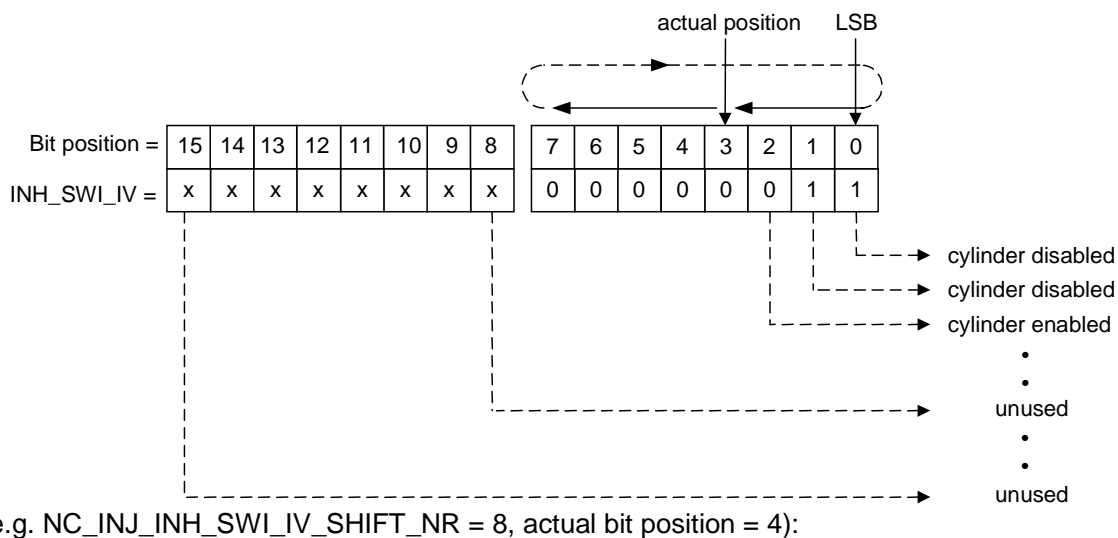 actual position LSB
Bit position = 15 14 13 12 11 10 9 8 7 6 5 4 3 2 1 0
INH_SWI_IV = x x x x x x x x 0 0 0 0 0 0 1 1
cylinder disabled
cylinder disabled
cylinder enabled
unused
unused
e.g. NC_INJ_INH_SWI_IV_SHIFT_NR = 8, actual bit position = 4):